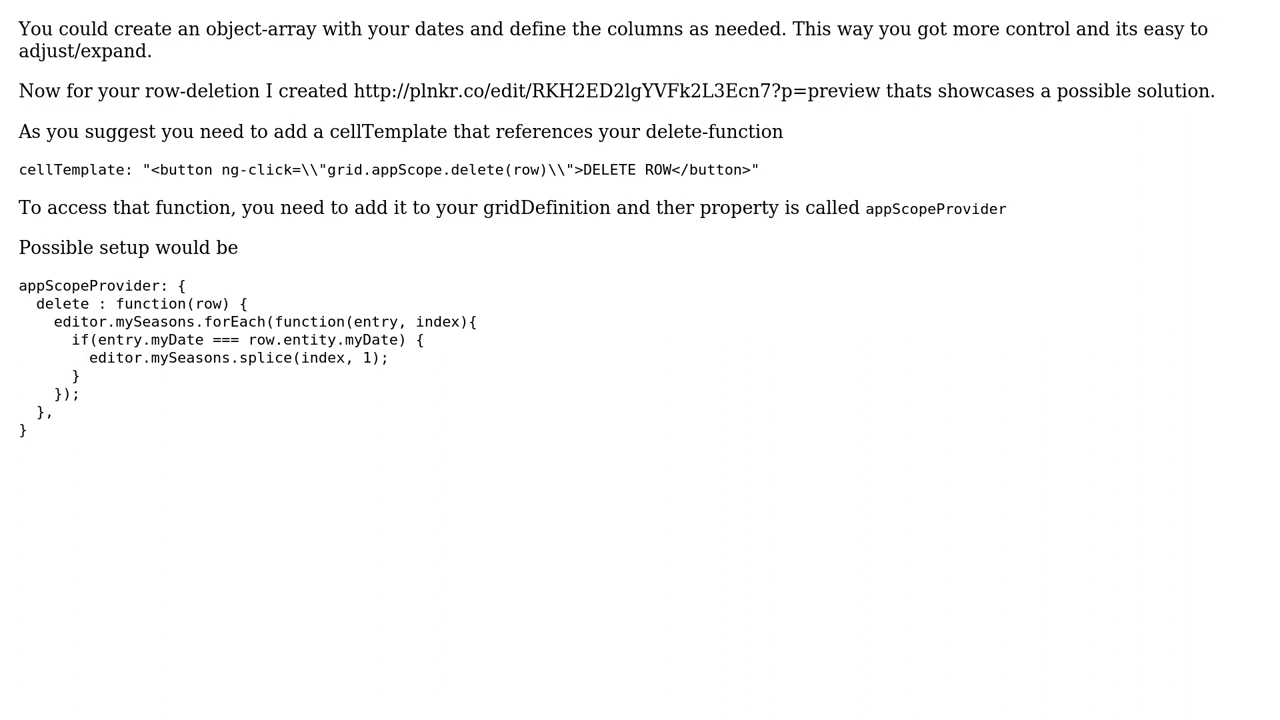 You could create an object-array with your dates and define the columns as needed. This way you got more control and its easy to
adjust/expand.
Now for your row-deletion I created http://plnkr.co/edit/RKH2ED2lgYVFk2L3Ecn7?p=preview thats showcases a possible solution.
As you suggest you need to add a cellTemplate that references your delete-function
cellTemplate: "<button ng-click=\\"grid.appScope.delete(row)\\">DELETE ROW</button>"
To access that function, you need to add it to your gridDefinition and ther property is called appScopeProvider
Possible setup would be
appScopeProvider: {
  delete : function(row) {
    editor.mySeasons.forEach(function(entry, index){
      if(entry.myDate === row.entity.myDate) {
        editor.mySeasons.splice(index, 1);
      }
    });
  },
}